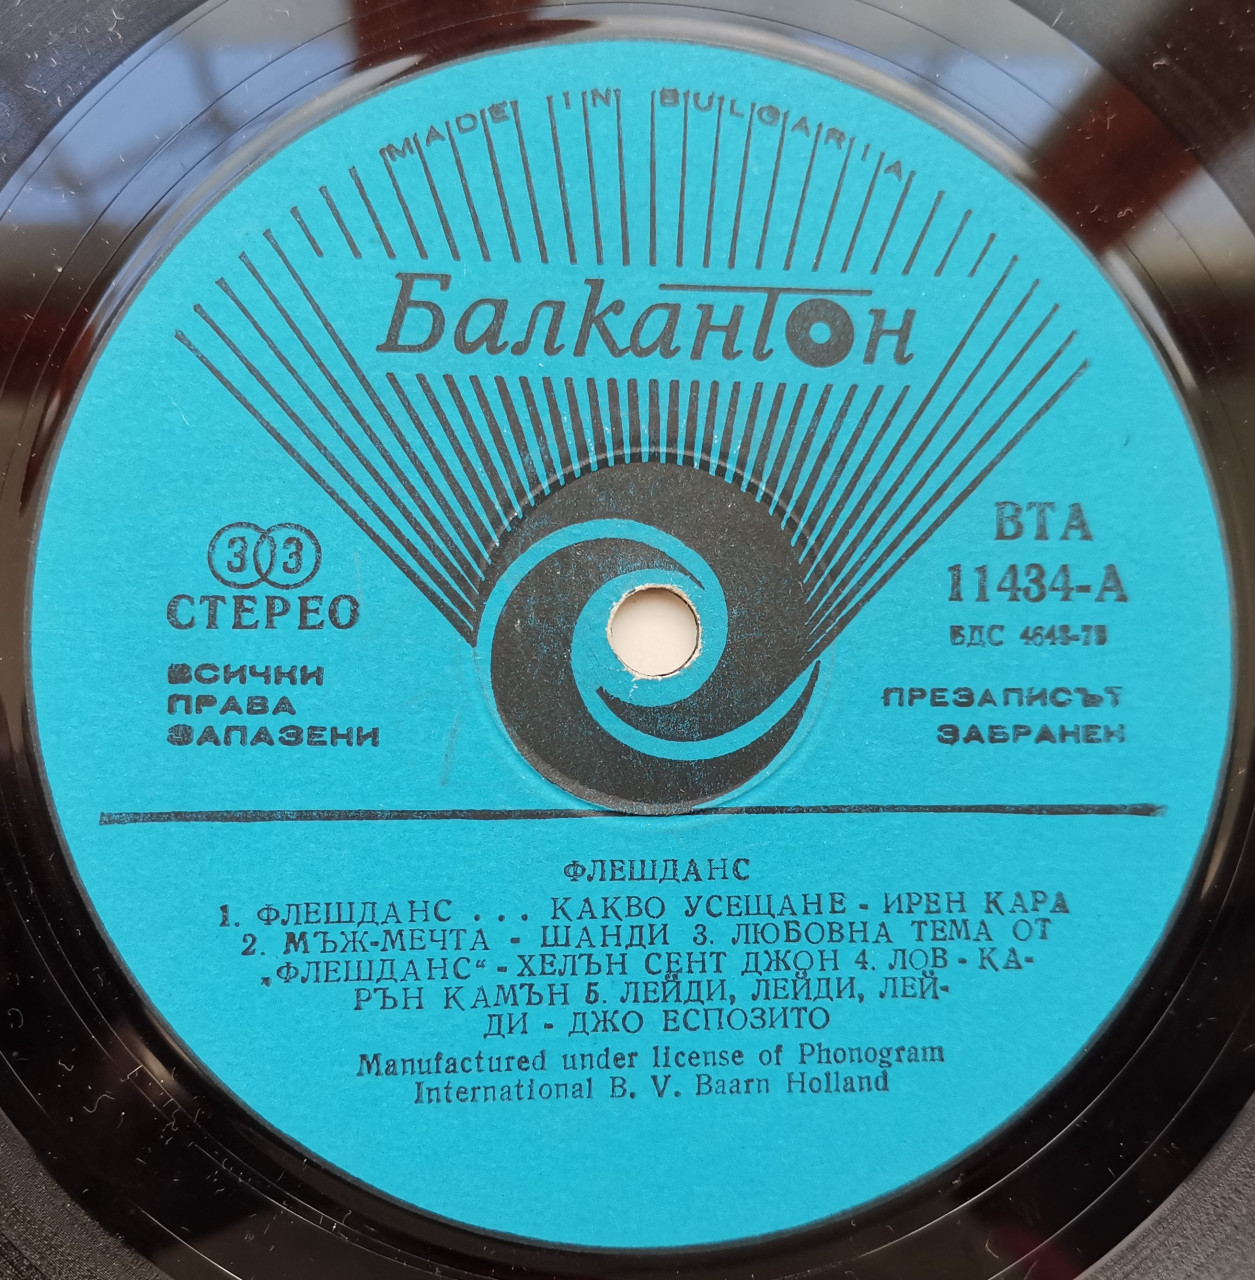 MADE IN BULGARIA
Балкантон
33
СТЕРЕО
ВСИЧКИ
ПРАВА
ЗАПАЗЕНИ
ВТА
11434-А
БДС 4648-78
ПРЕЗАПИСЪТ
ЗАБРАНЕН
ФЛЕШДАНС
1. ФЛЕШДАНС . . . КАКВО УСЕЩАНЕ - ИРЕН КАРА
2. МЪЖ-МЕЧТА - ШАНДИ 3. ЛЮБОВНА ТЕМА ОТ
„ФЛЕШДАНС“ - ХЕЛЪН СЕНТ ДЖОН 4. ЛОВ - КА-
РЪН КАМЪН 5. ЛЕЙДИ, ЛЕЙДИ, ЛЕЙ-
ДИ - ДЖО ЕСПОЗИТО
Manufactured under license of Phonogram
International B. V. Baarn Holland